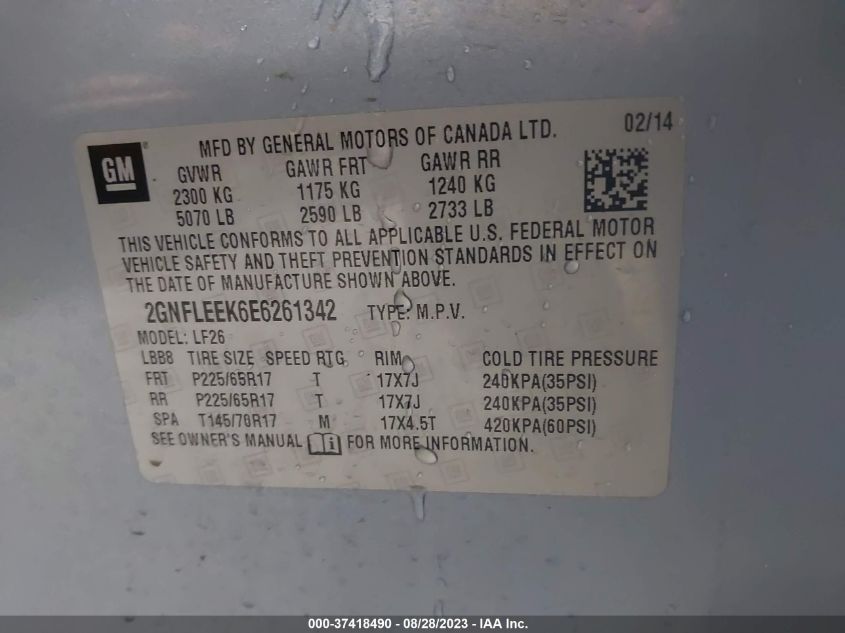 GM
MFD BY GENERAL MOTORS OF CANADA LTD. 02/14
GVWR GAWR FRT GAWR RR
2300 KG 1175 KG 1240 KG
5070 LB 2590 LB 2733 LB
THIS VEHICLE CONFORMS TO ALL APPLICABLE U.S. FEDERAL MOTOR
VEHICLE SAFETY AND THEFT PREVENTION STANDARDS IN EFFECT ON
THE DATE OF MANUFACTURE SHOWN ABOVE.
2GNFLEEK6E6261342 TYPE: M.P.V.
MODEL: LF26
LBB8 TIRE SIZE SPEED RTG RIM COLD TIRE PRESSURE
FRT P225/65R17 T 17X7J 240KPA(35PSI)
RR P225/65R17 T 17X7J 240KPA(35PSI)
SPA T145/70R17 M 17X4.5T 420KPA(60PSI)
SEE OWNER'S MANUAL i FOR MORE INFORMATION.
000-37418490 - 08/28/2023 - IAA Inc.